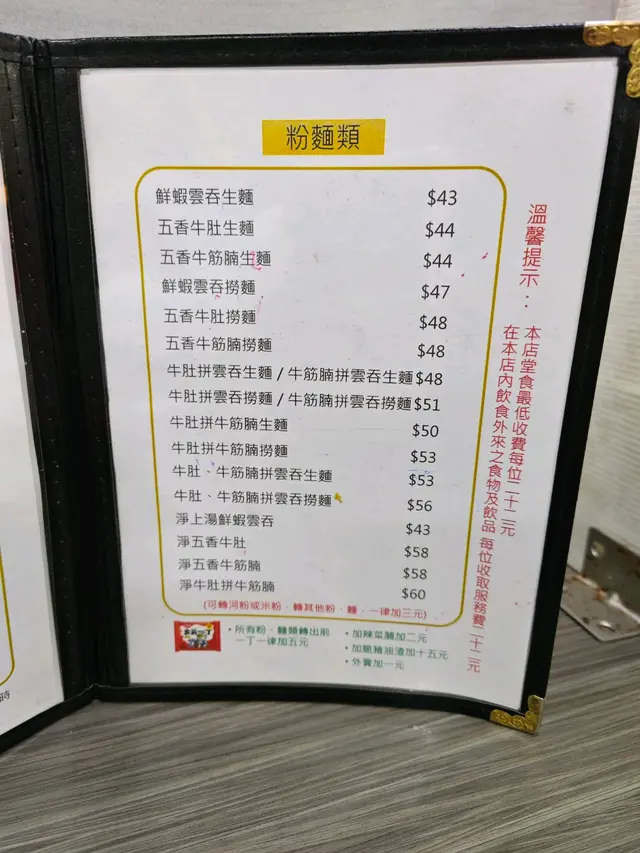 粉麵類
鮮蝦雲吞生麵 $43
五香牛肚生麵 $44
五香牛筋腩生麵 $44
鮮蝦雲吞撈麵 $47
五香牛肚撈麵 $48
五香牛筋腩撈麵 $48
牛肚拼雲吞生麵 / 牛筋腩拼雲吞生麵 $48
牛肚拼雲吞撈麵 / 牛筋腩拼雲吞撈麵 $51
牛肚拼牛筋腩生麵 $50
牛肚拼牛筋腩撈麵 $53
牛肚、牛筋腩拼雲吞生麵 $53
牛肚、牛筋腩拼雲吞撈麵 $56
淨上湯鮮蝦雲吞 $43
淨五香牛肚 $58
淨五香牛筋腩 $58
淨牛肚拼牛筋腩 $60
(可轉河粉或米粉﹐轉其他粉﹑麵﹐一律加三元)
•所有粉﹑麵類轉出前
一丁一律加五元
•加辣菜脯加二元
•加脆豬油渣加十五元
•外賣加一元
溫馨提示：
本店堂食最低收費每位二十二元
在本店內飲食外來之食物及飲品 每位收取服務費二十二元
時